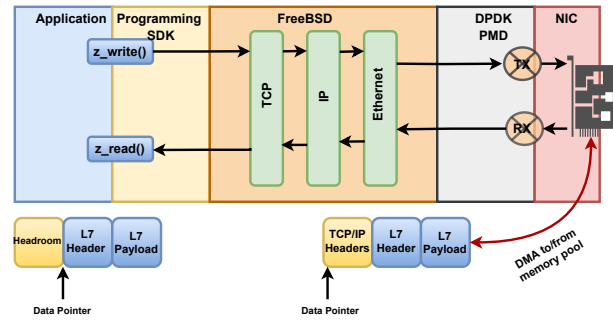 Application
Programming
SDK
FreeBSD
DPDK
PMD
NIC
z_write()
TCP
IP
Ethernet
TX
z_read()
RX
Headroom
L7
Header
L7
Payload
TCP/IP
Headers
L7
Header
L7
Payload
DMA to/from
memory pool
Data Pointer
Data Pointer